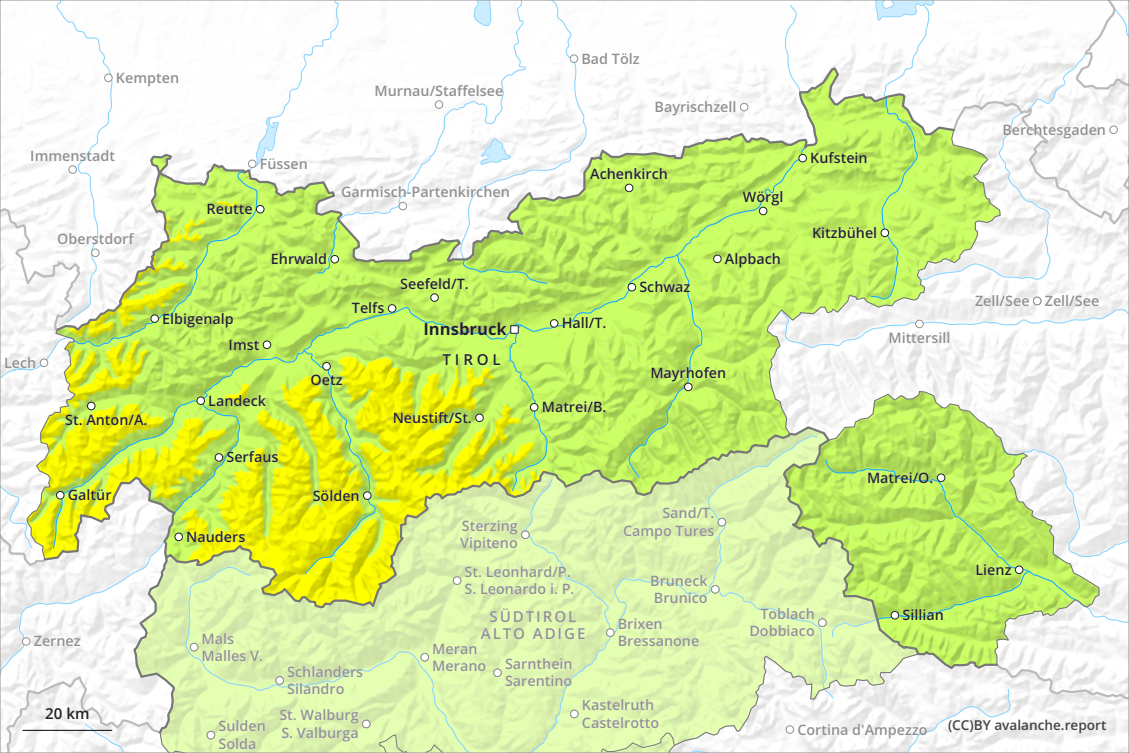 Kempten
Bad Tölz
Murnau/Staffelsee
Bayrischzell
Berchtesgaden
Immenstadt
Füssen
Kufstein
Achenkirch
Garmisch-Partenkirchen
Wörgl
Reutte
Oberstdorf
Kitzbühel
Ehrwald
Alpbach
Seefeld/T.
Schwaz
Zell/See
Zell/See
Telfs
Elbigenalp
Innsbruck
Hall/T.
Mittersill
Imst
TIROL
Lech
Oetz
Mayrhofen
Landeck
St. Anton/A.
Neustift/St.
Matrei/B.
Serfaus
Matrei/O.
Galtür
Sölden
Sand/T.
Campo Tures
Sterzing
Vipiteno
Nauders
St. Leonhard/P.
S. Leonardo i. P.
Bruneck
Brunico
Lienz
SÜDTIROL
ALTO ADIGE
Toblach
Dobbiaco
Sillian
Brixen
Bressanone
Zernez
Mals
Malles V.
Meran
Merano
Sarnthein
Sarentino
Schlanders
Silandro
Kastelruth
Castelrotto
St. Walburg
S. Valburga
20 km
Sulden
Solda
Cortina d'Ampezzo
(CC)BY avalanche.report